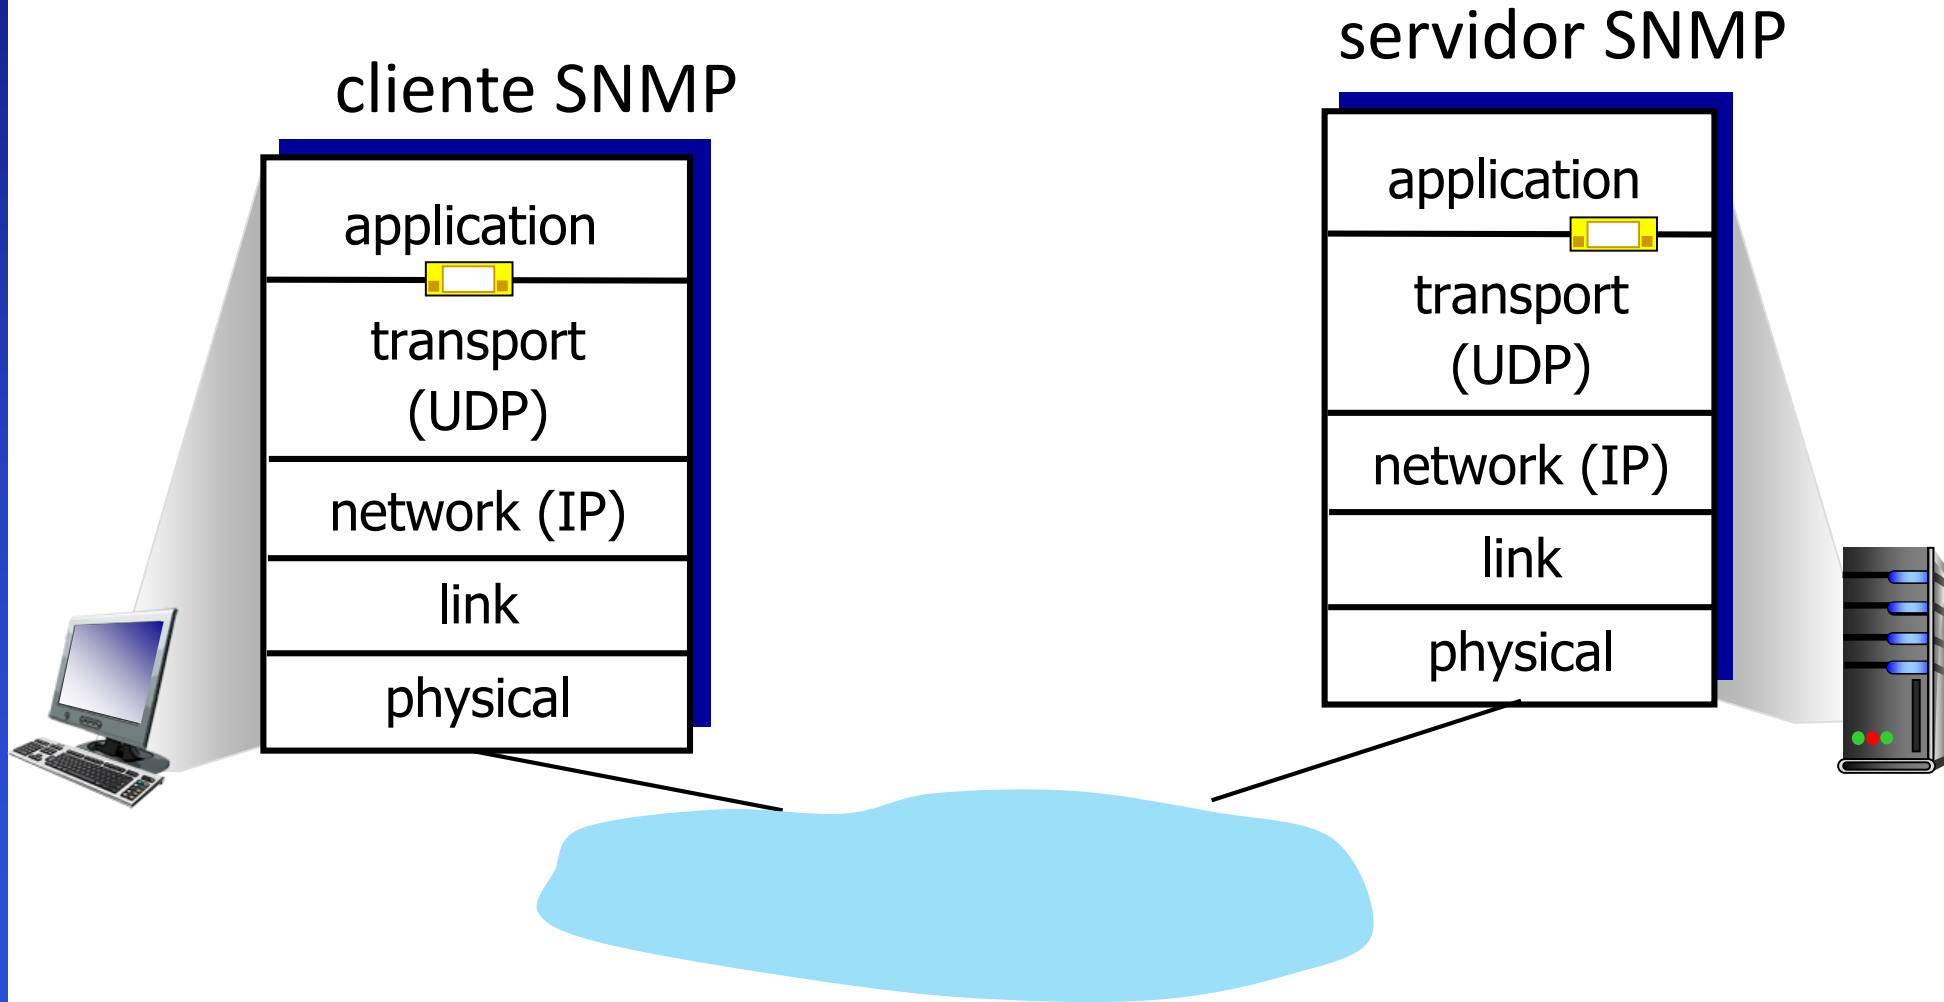 cliente SNMP
application
transport
(UDP)
network (IP)
link
physical
servidor SNMP
application
transport
(UDP)
network (IP)
link
physical